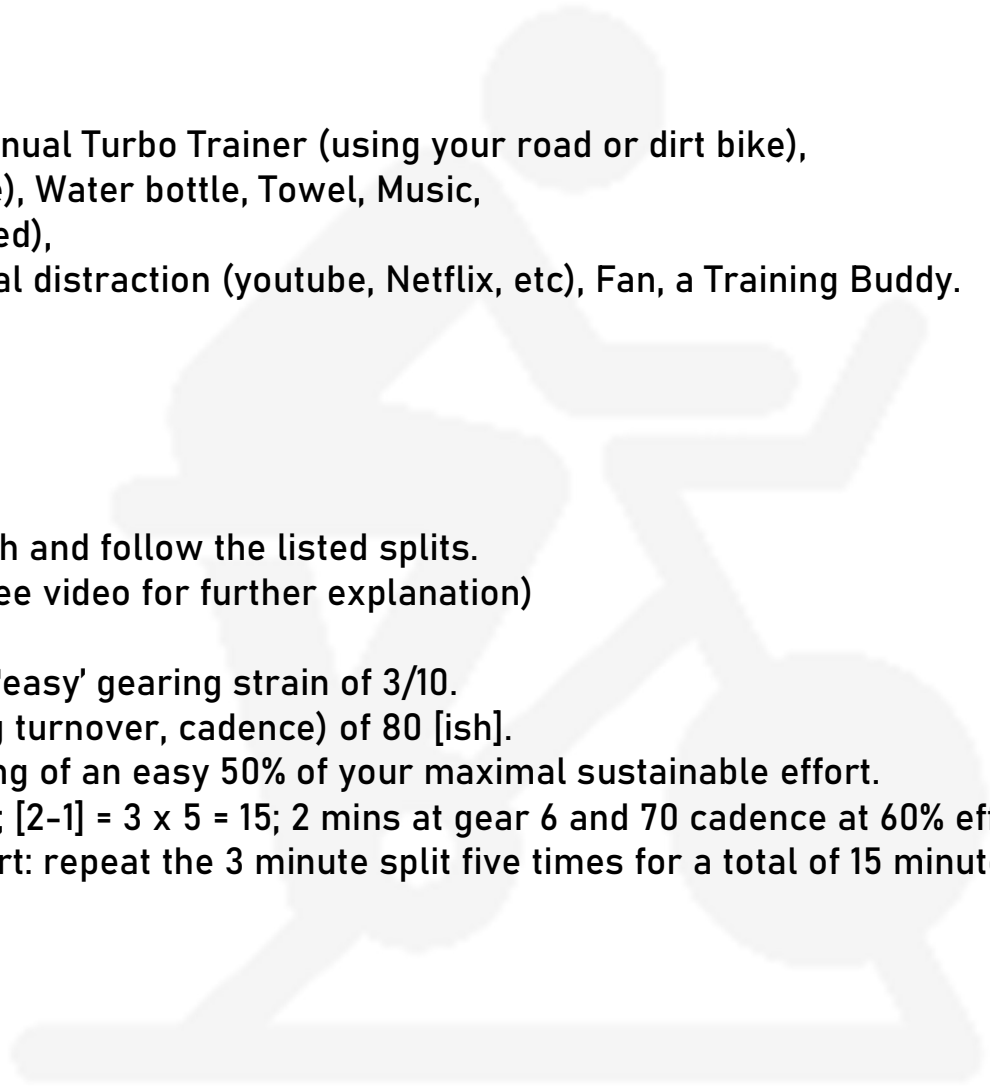 nual Turbo Trainer (using your road or dirt bike),
), Water bottle, Towel, Music,
ed),
al distraction (youtube, Netflix, etc), Fan, a Training Buddy.
h and follow the listed splits.
ee video for further explanation)
'easy' gearing strain of 3/10.
g turnover, cadence) of 80 [ish].
ng of an easy 50% of your maximal sustainable effort.
; [2-1] = 3 x 5 = 15; 2 mins at gear 6 and 70 cadence at 60% eff
rt: repeat the 3 minute split five times for a total of 15 minut